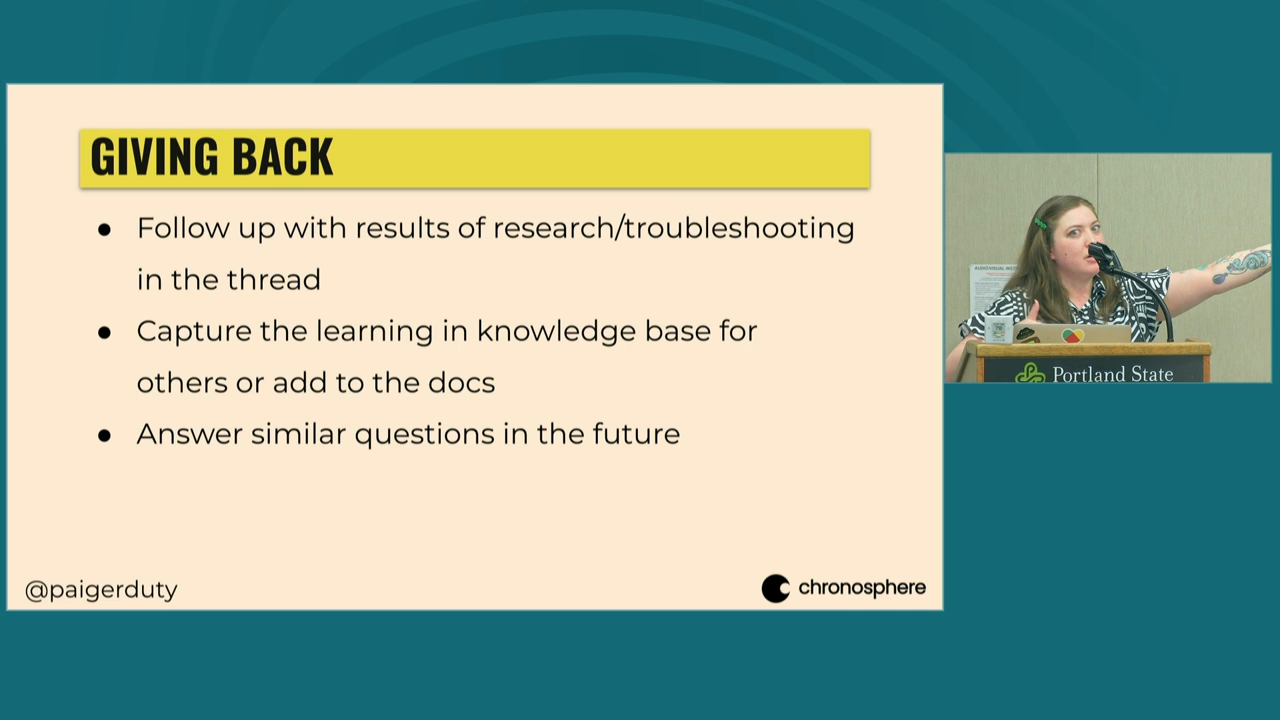 GIVING BACK
● Follow up with results of research/troubleshooting
in the thread
● Capture the learning in knowledge base for
others or add to the docs
● Answer similar questions in the future
@paigerduty
chronosphere
Portland State